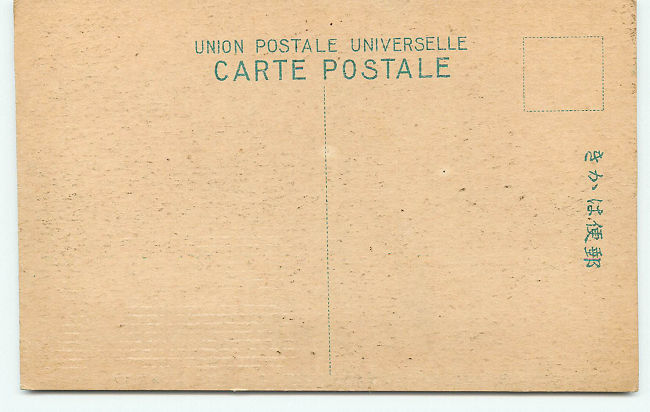 UNION POSTALE UNIVERSELLE
CARTE POSTALE
郵便はかき